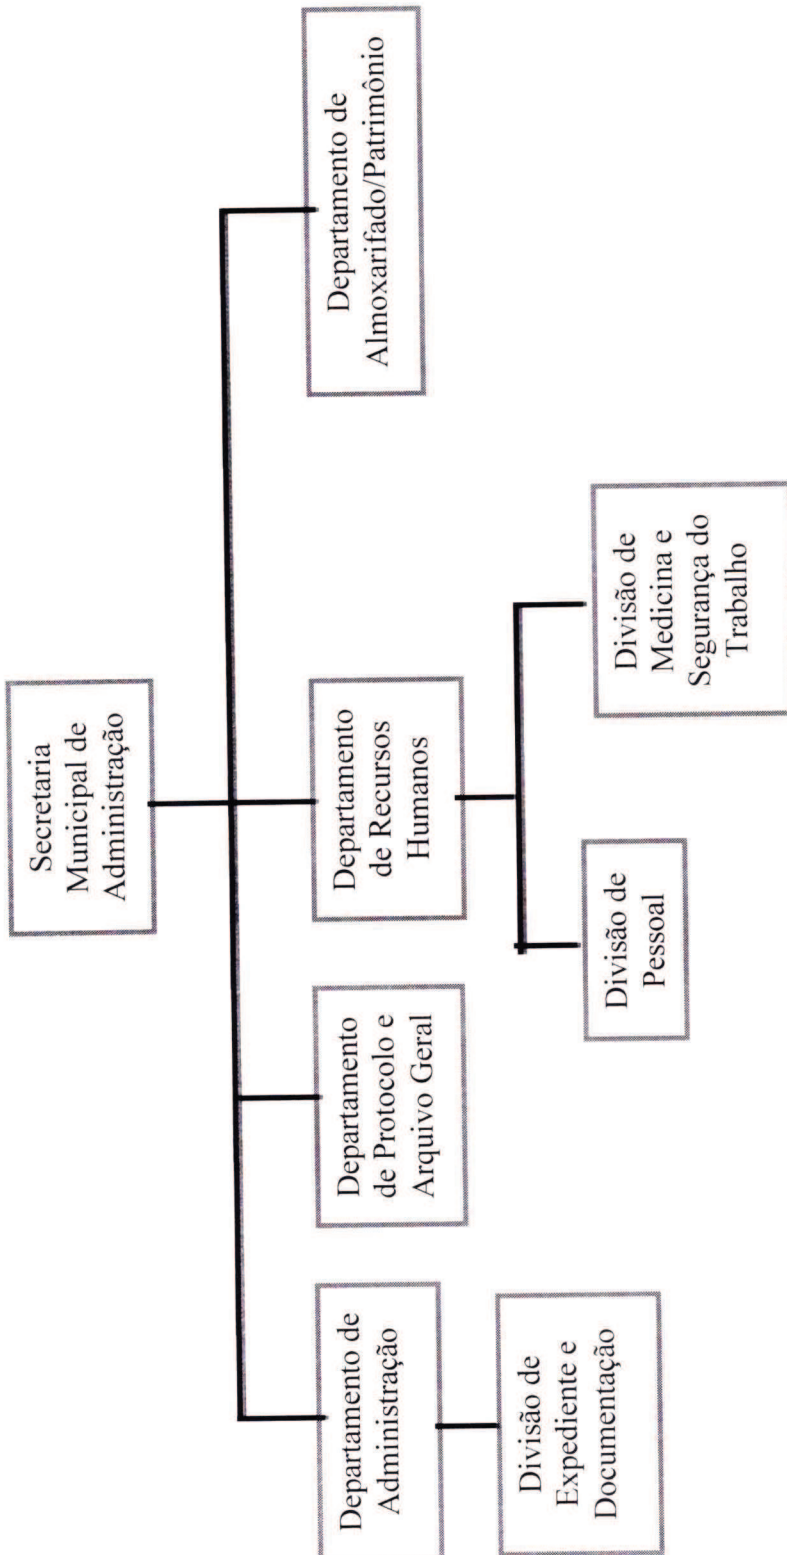 Secretaria
Municipal de
Administração
Departamento de
Administração
Departamento
de Protocolo e
Arquivo Geral
Departamento
de Recursos
Humanos
Departamento de
Almoxarifado/Patrimônio
Divisão de
Expediente e
Documentação
Divisão de
Pessoal
Divisão de
Medicina e
Segurança do
Trabalho